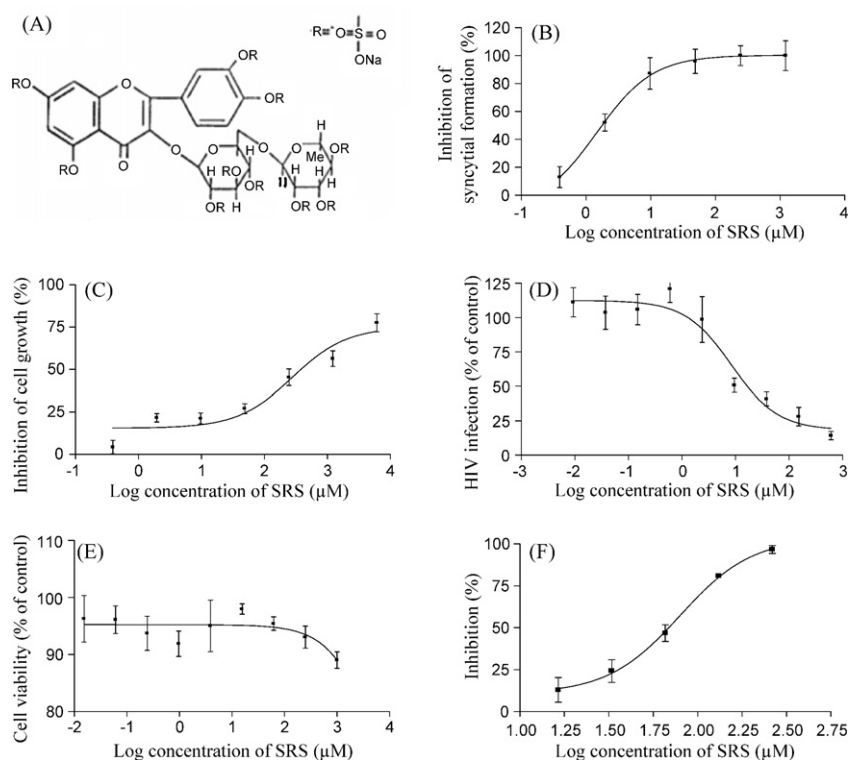 (A)
R≡ O=S=O
ONa
OR
RO
O
OR
OR
O
O
O
O
H
RO
H
OR
OR
H
H
H
O
H
Me
OR
H
H
OR
OR
(B)
Inhibition of
syncytial formation (%)
120
100
80
60
40
20
0
-1 0 1 2 3 4
Log concentration of SRS (µM)
(C)
Inhibition of cell growth (%)
100
75
50
25
0
-1 0 1 2 3 4
Log concentration of SRS (µM)
(D)
HIV infection (% of control)
125
100
75
50
25
0
-3 -2 -1 0 1 2 3
Log concentration of SRS (µM)
(E)
Cell viability (% of control)
110
100
95
90
80
-2 -1 0 1 2 3 4
Log concentration of SRS (µM)
(F)
Inhibition (%)
100
75
50
25
0
1.00 1.25 1.50 1.75 2.00 2.25 2.50 2.75
Log concentration of SRS (µM)